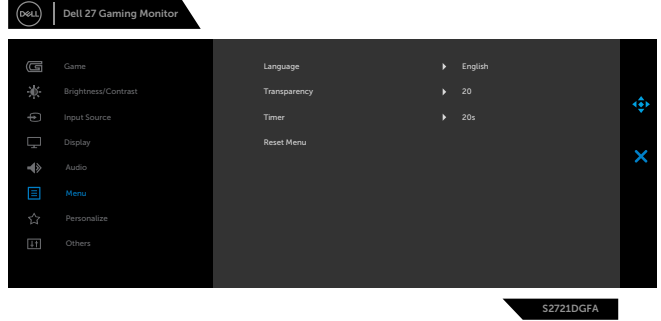 DELL Dell 27 Gaming Monitor
Game
Brightness/Contrast
Input Source
Display
Audio
Menu
Personalize
Others
Language English
Transparency 20
Timer 20s
Reset Menu
S2721DGFA